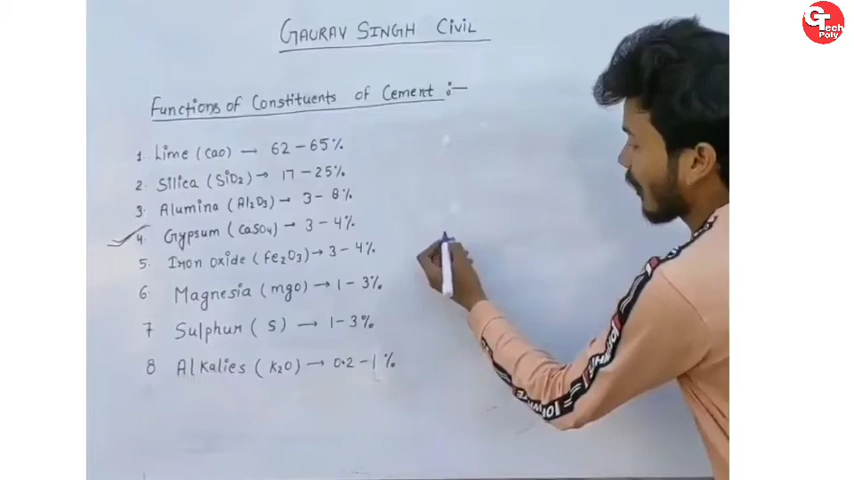 GAURAV SINGH CIVIL
Functions of Constituents of Cement :-
1. Lime (CaO) → 62 - 65%
2. Silica (SiO2) → 17 - 25%
3. Alumina (Al2O3) → 3 - 8%
4. Gypsum (CaSO4) → 3 - 4%
5. Iron oxide (Fe2O3) → 3 - 4%
6 Magnesia (mgo) → 1 - 3%
7 Sulphur (S) → 1 - 3%
8 Alkalies (K2O) → 0.2 - 1%
GTech
Poly